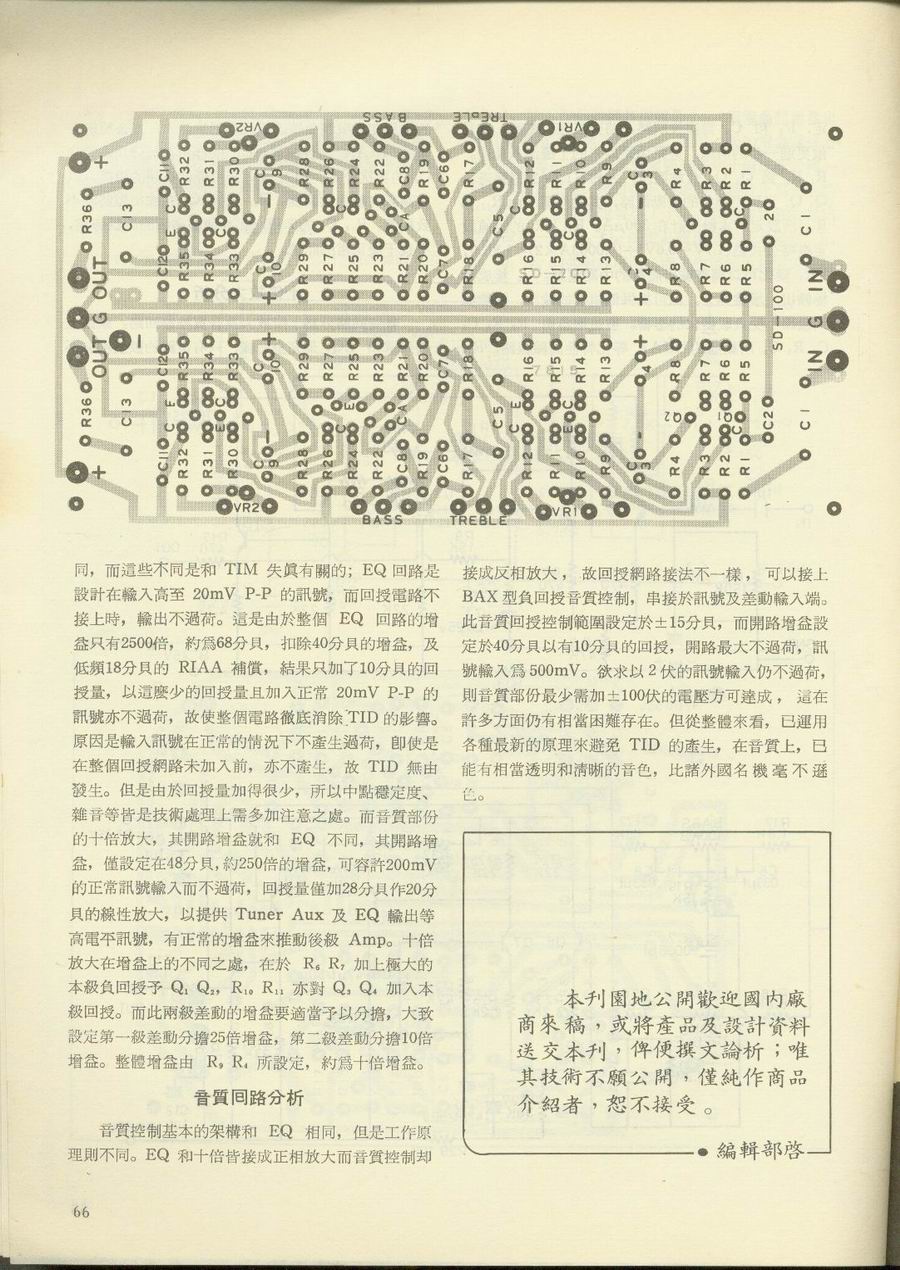 BASS
TREBLE
VR2
VR1
C11
R32
R31
R30
C9
R28
R26
R24
R22
C8
R19
C6
R17
R12
R11
R10
R9
C3
R4
R3
R2
R1
R36
C13
C5
C2
C1
C12
R35
R34
R33
C10
R29
R27
R25
R23
R21
R20
C7
R18
R16
R15
R14
R13
C4
R8
R7
R6
R5
OUT
G
OUT
IN
G
IN
SD-100
R36
C13
C12
R35
R34
R33
C10
R29
R27
R25
R23
R21
R20
C7
R18
R16
R15
R14
R13
C4
R8
R7
R6
R5
C5
Q2
Q1
C2
C1
C11
R32
R31
R30
C9
R28
R26
R24
R22
C8
R19
C6
R17
R12
R11
R10
R9
C3
R4
R3
R2
R1
VR2
BASS
TREBLE
VR1
同，而這些不同是和 TIM 失眞有關的；EQ 回路是
設計在輸入高至 20mV P-P 的訊號，而回授電路不
接上時，輸出不過荷。這是由於整個 EQ 回路的增
益只有2500倍，約爲68分貝，扣除40分貝的增益，及
低頻18分貝的 RIAA 補償，結果只加了10分貝的回
授量，以這麼少的回授量且加入正常 20mV P-P 的
訊號亦不過荷，故使整個電路徹底消除TID 的影響。
原因是輸入訊號在正常的情況下不產生過荷，卽使是
在整個回授網路未加入前，亦不產生，故 TID 無由
發生。但是由於回授量加得很少，所以中點穩定度、
雜音等皆是技術處理上需多加注意之處。而音質部份
的十倍放大，其開路增益就和 EQ 不同，其開路增
益，僅設定在48分貝，約250倍的增益，可容許200mV
的正常訊號輸入而不過荷，回授量僅加28分貝作20分
貝的線性放大，以提供 Tuner Aux 及 EQ 輸出等
高電平訊號，有正常的增益來推動後級 Amp。十倍
放大在增益上的不同之處，在於 R₆ R₇ 加上極大的
本級負回授予 Q₁ Q₂，R₁₀ R₁₁ 亦對 Q₃ Q₄ 加入本
級回授。而此兩級差動的增益要適當予以分擔，大致
設定第一級差動分擔25倍增益，第二級差動分擔10倍
增益。整體增益由 R₉ R₄ 所設定，約爲十倍增益。
音質回路分析
音質控制基本的架構和 EQ 相同，但是工作原
理則不同。EQ 和十倍皆接成正相放大而音質控制却
接成反相放大，故回授網路接法不一樣，可以接上
BAX 型負回授音質控制，串接於訊號及差動輸入端。
此音質回授控制範圍設定於±15分貝，而開路增益設
定於40分貝以有10分貝的回授，開路最大不過荷，訊
號輸入爲500mV。欲求以2伏的訊號輸入仍不過荷，
則音質部份最少需加±100伏的電壓方可達成，這在
許多方面仍有相當困難存在。但從整體來看，已運用
各種最新的原理來避免 TID 的產生，在音質上，已
能有相當透明和淸晰的音色，比諸外國名機毫不遜
色。
本刊園地公開歡迎國內廠
商來稿，或將產品及設計資料
送交本刊，俾便撰文論析；唯
其技術不願公開，僅純作商品
介紹者，恕不接受。
●編輯部啓
66